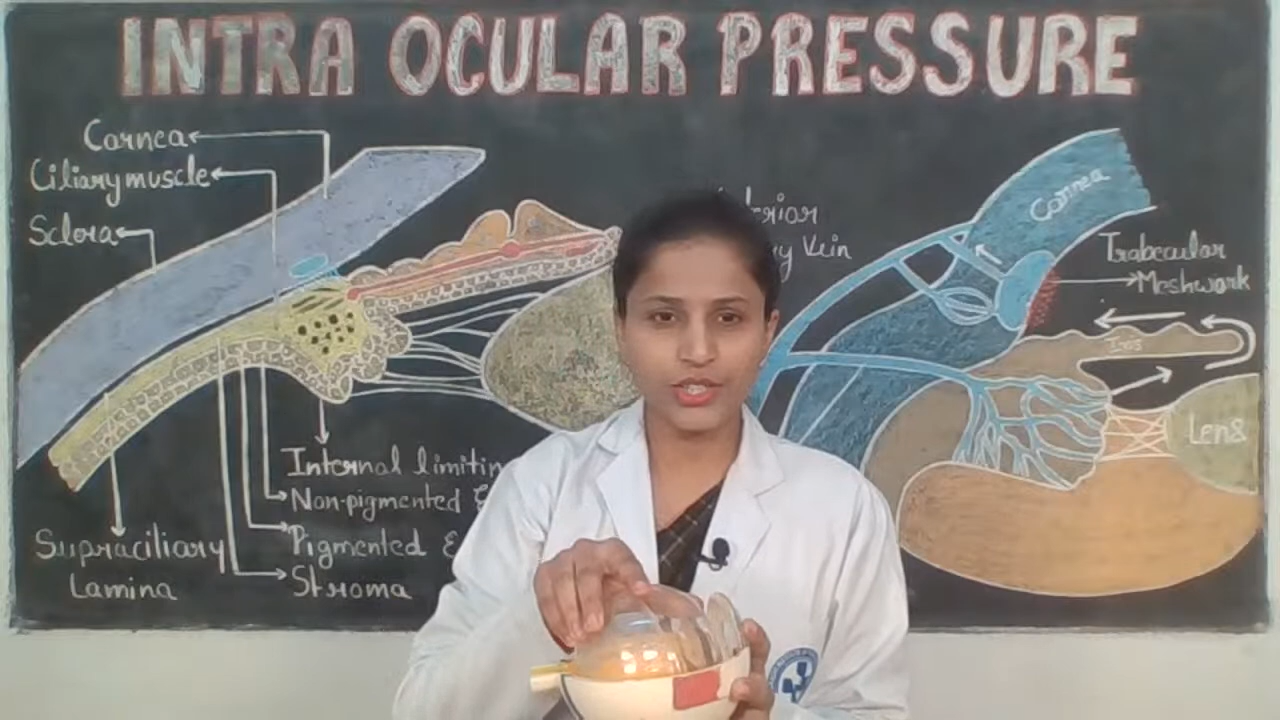 INTRA OCULAR PRESSURE
Cornea
Ciliary muscle
Sclera
Internal
Non-pigmented
Pigmented
Stroma
Supraciliary
Lamina
Vein
Cornea
Trabecular
Meshwork
Iris
Lens